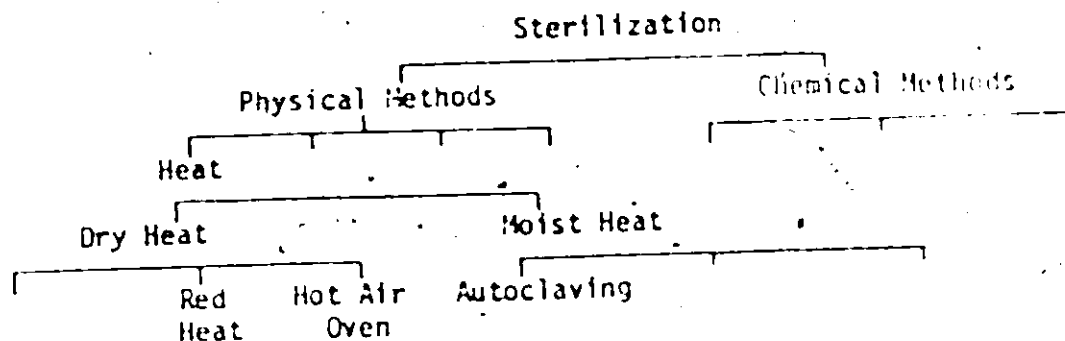 Sterilization
Physical Methods
Chemical Methods
Heat
Dry Heat
Moist Heat
Red Heat
Hot Air Oven
Autoclaving